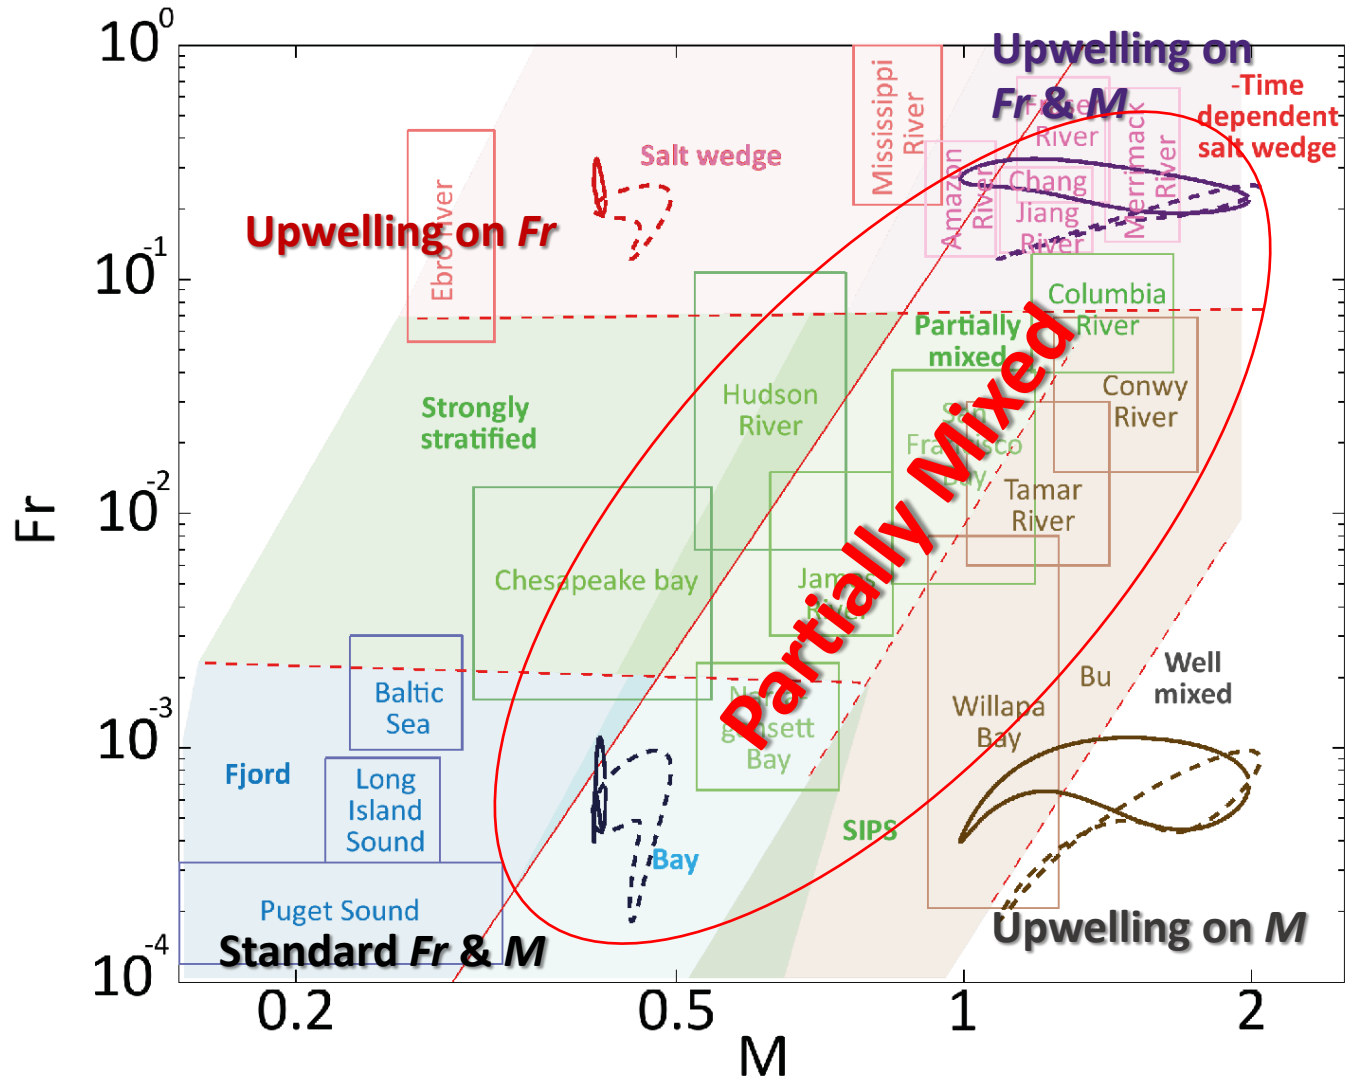 10^0
Upwelling on
Fr & M
-Time
dependent
salt wedge
Mississippi
River
Fraser
River
Merrimack
River
Amazon
River
Chang
Jiang
River
Salt wedge
Upwelling on Fr
Ebro River
10^-1
Columbia
River
Partially
mixed
Conwy
River
Hudson
River
Strongly
stratified
San
Francisco
Bay
Partially Mixed
10^-2
Fr
Tamar
River
Chesapeake bay
James
River
Baltic
Sea
Bu
Well
mixed
Willapa
Bay
gansett
Bay
10^-3
Fjord
Long
Island
Sound
SIPS
Bay
Puget Sound
Standard Fr & M
Upwelling on M
10^-4
0.2
0.5
1
2
M